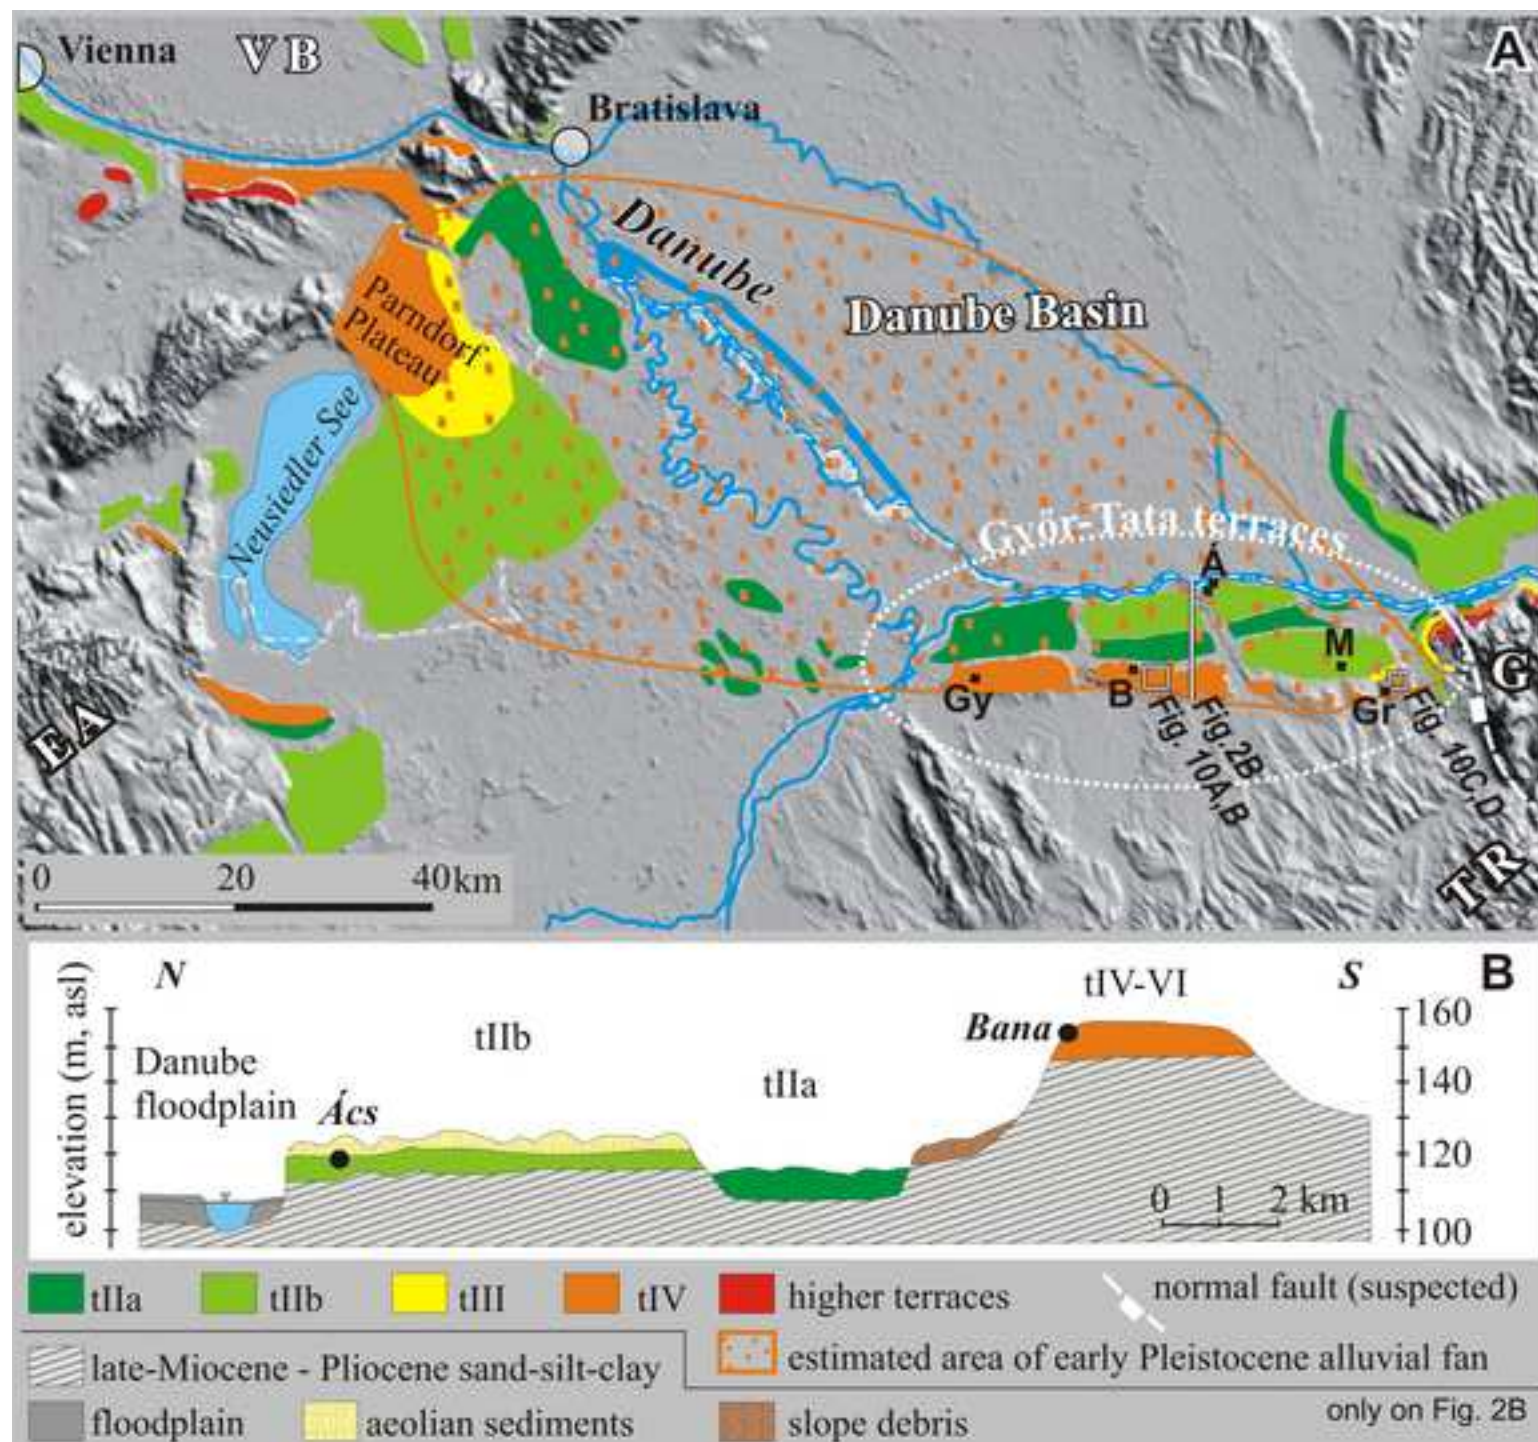 A
Vienna
V B
Bratislava
Danube
Danube Basin
Parndorf
Plateau
Neusiedler See
Győr-Tata terraces
Á
M
G
Gy
B
Gr
Fig. 2B
Fig. 10A,B
Fig. 10C,D
E A
T R
0 20 40km
B
N
S
elevation (m, asl)
tIV-VI
Bana
160
tIIb
Danube
floodplain
Ács
tIIa
140
120
0 1 2 km
100
tIIa tIIb tIII tIV higher terraces normal fault (suspected)
late-Miocene - Pliocene sand-silt-clay estimated area of early Pleistocene alluvial fan
floodplain aeolian sediments slope debris only on Fig. 2B